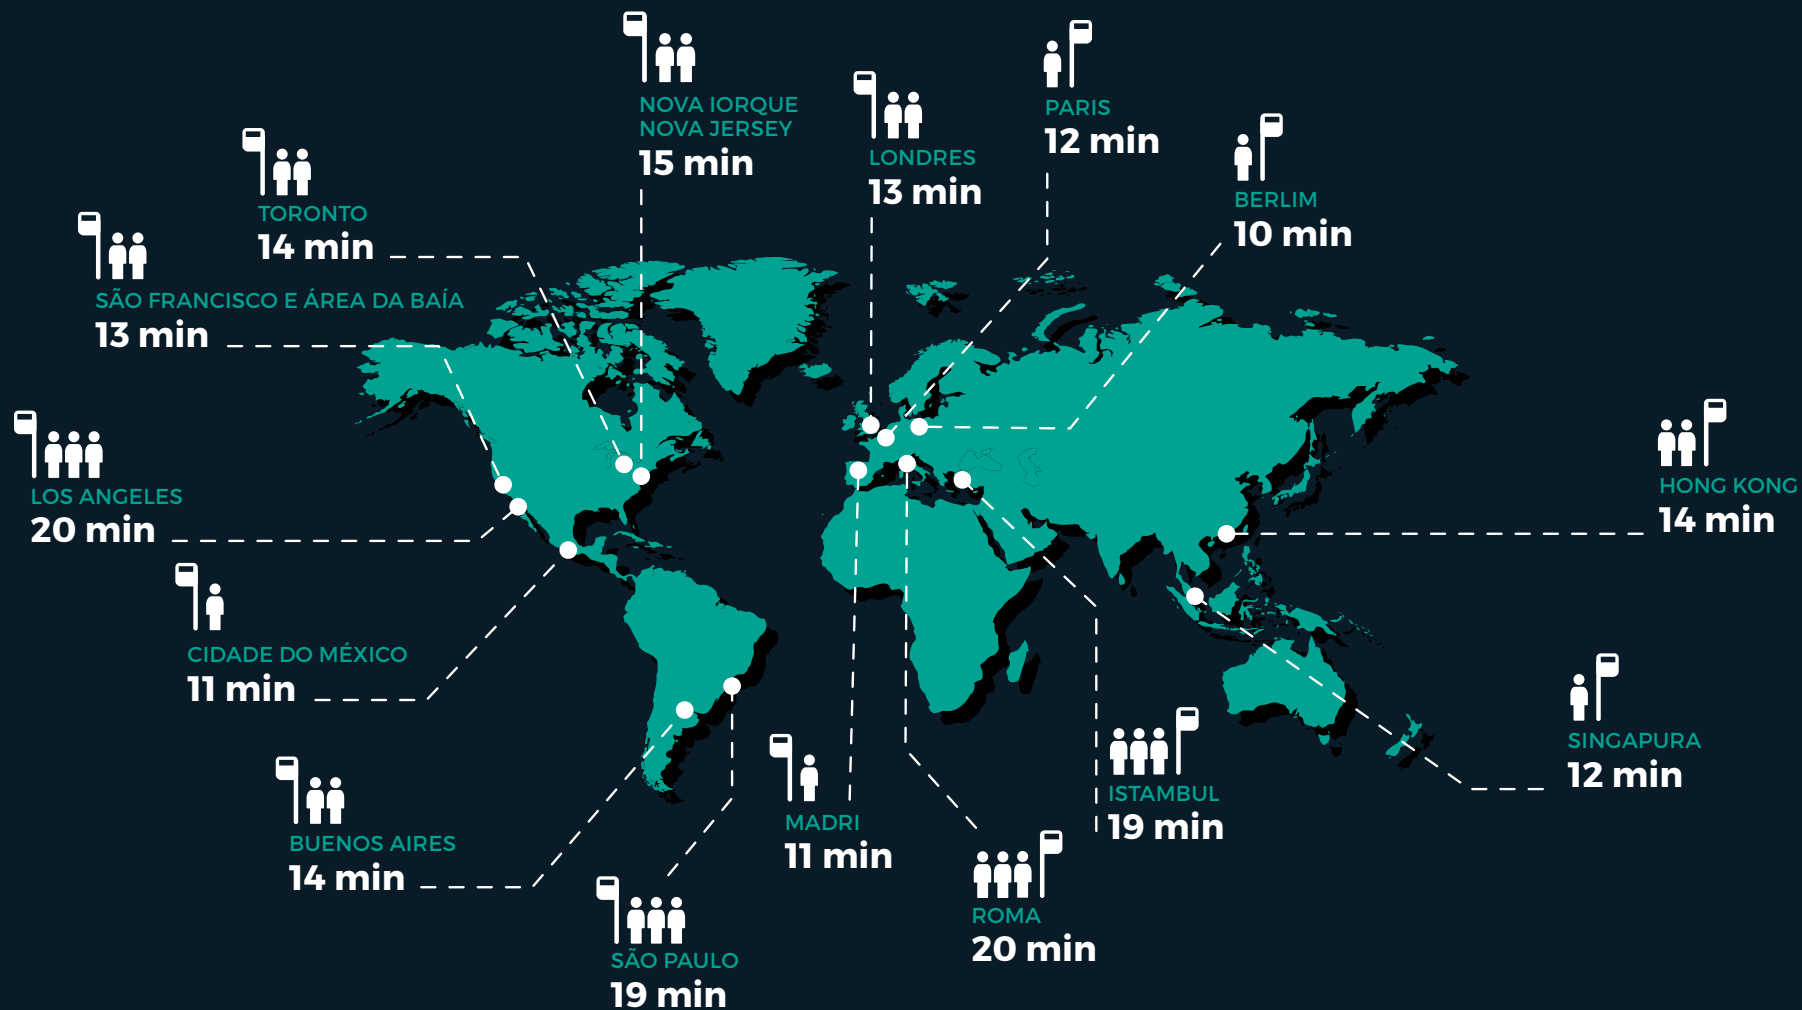 NOVA IORQUE
NOVA JERSEY
15 min
PARIS
12 min
LONDRES
13 min
BERLIM
10 min
TORONTO
14 min
SÃO FRANCISCO E ÁREA DA BAÍA
13 min
LOS ANGELES
20 min
HONG KONG
14 min
CIDADE DO MÉXICO
11 min
SINGAPURA
12 min
ISTAMBUL
19 min
MADRI
11 min
BUENOS AIRES
14 min
ROMA
20 min
SÃO PAULO
19 min